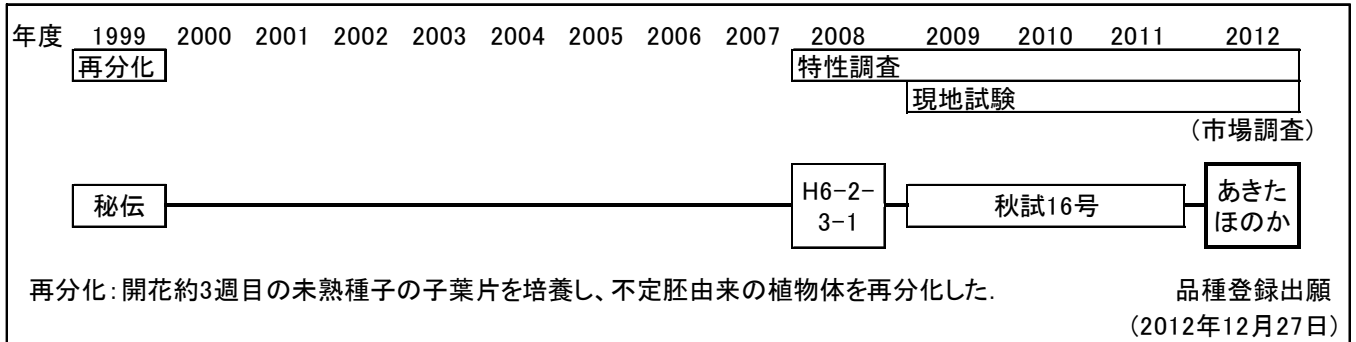 年度 1999 2000 2001 2002 2003 2004 2005 2006 2007 2008 2009 2010 2011 2012
再分化 特性調査
現地試験
(市場調査)
秘伝 H6-2-3-1 秋試16号 あきたほのか
再分化:開花約3週目の未熟種子の子葉片を培養し、不定胚由来の植物体を再分化した. 品種登録出願
(2012年12月27日)